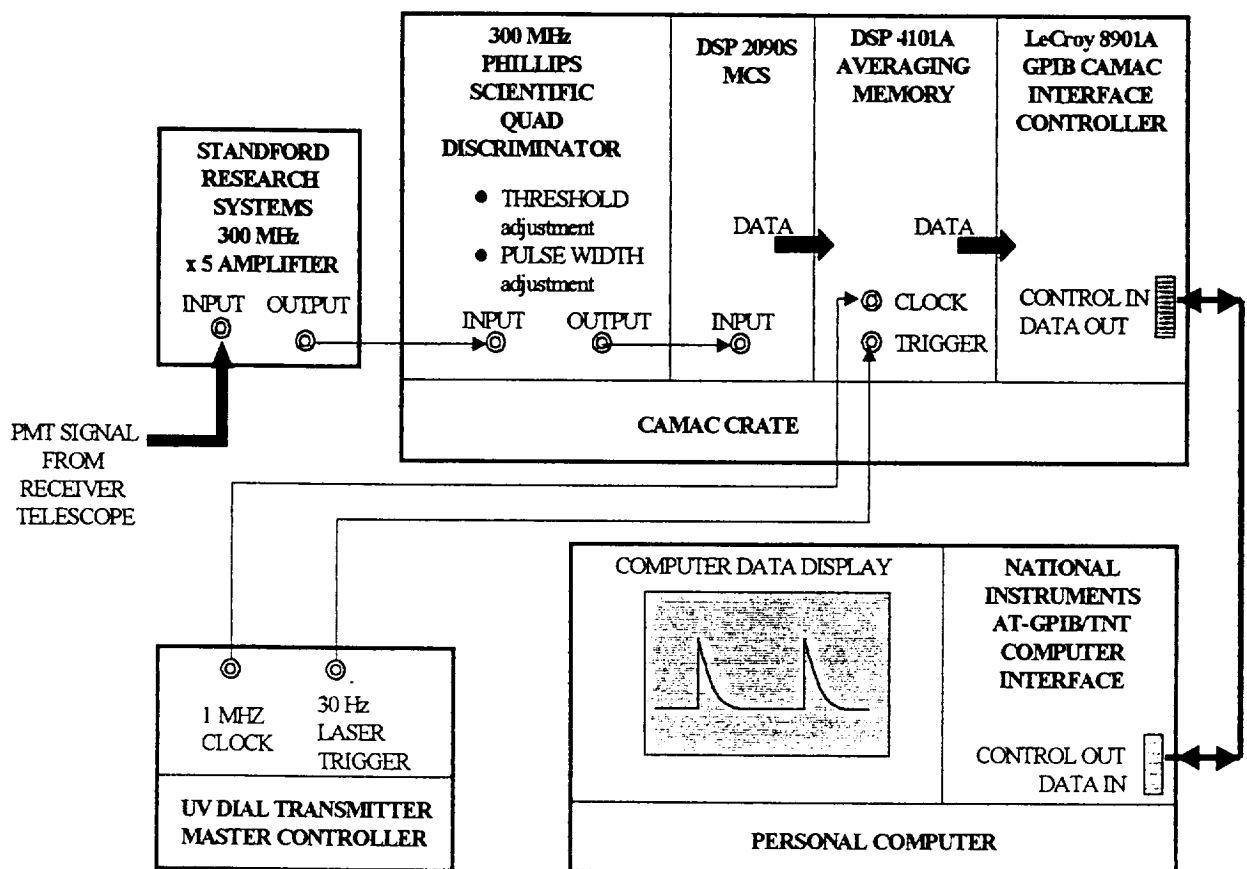 300 MHz
PHILLIPS
SCIENTIFIC
QUAD
DISCRIMINATOR
● THRESHOLD
adjustment
● PULSE WIDTH
adjustment
INPUT
OUTPUT
DSP 2090S
MCS
DATA
INPUT
DSP 4101A
AVERAGING
MEMORY
DATA
CLOCK
TRIGGER
LeCroy 8901A
GPIB CAMAC
INTERFACE
CONTROLLER
CONTROL IN
DATA OUT
CAMAC CRATE
STANDFORD
RESEARCH
SYSTEMS
300 MHz
x 5 AMPLIFIER
INPUT
OUTPUT
PMT SIGNAL
FROM
RECEIVER
TELESCOPE
1 MHZ
CLOCK
30 Hz
LASER
TRIGGER
UV DIAL TRANSMITTER
MASTER CONTROLLER
COMPUTER DATA DISPLAY
NATIONAL
INSTRUMENTS
AT-GPIB/TNT
COMPUTER
INTERFACE
CONTROL OUT
DATA IN
PERSONAL COMPUTER